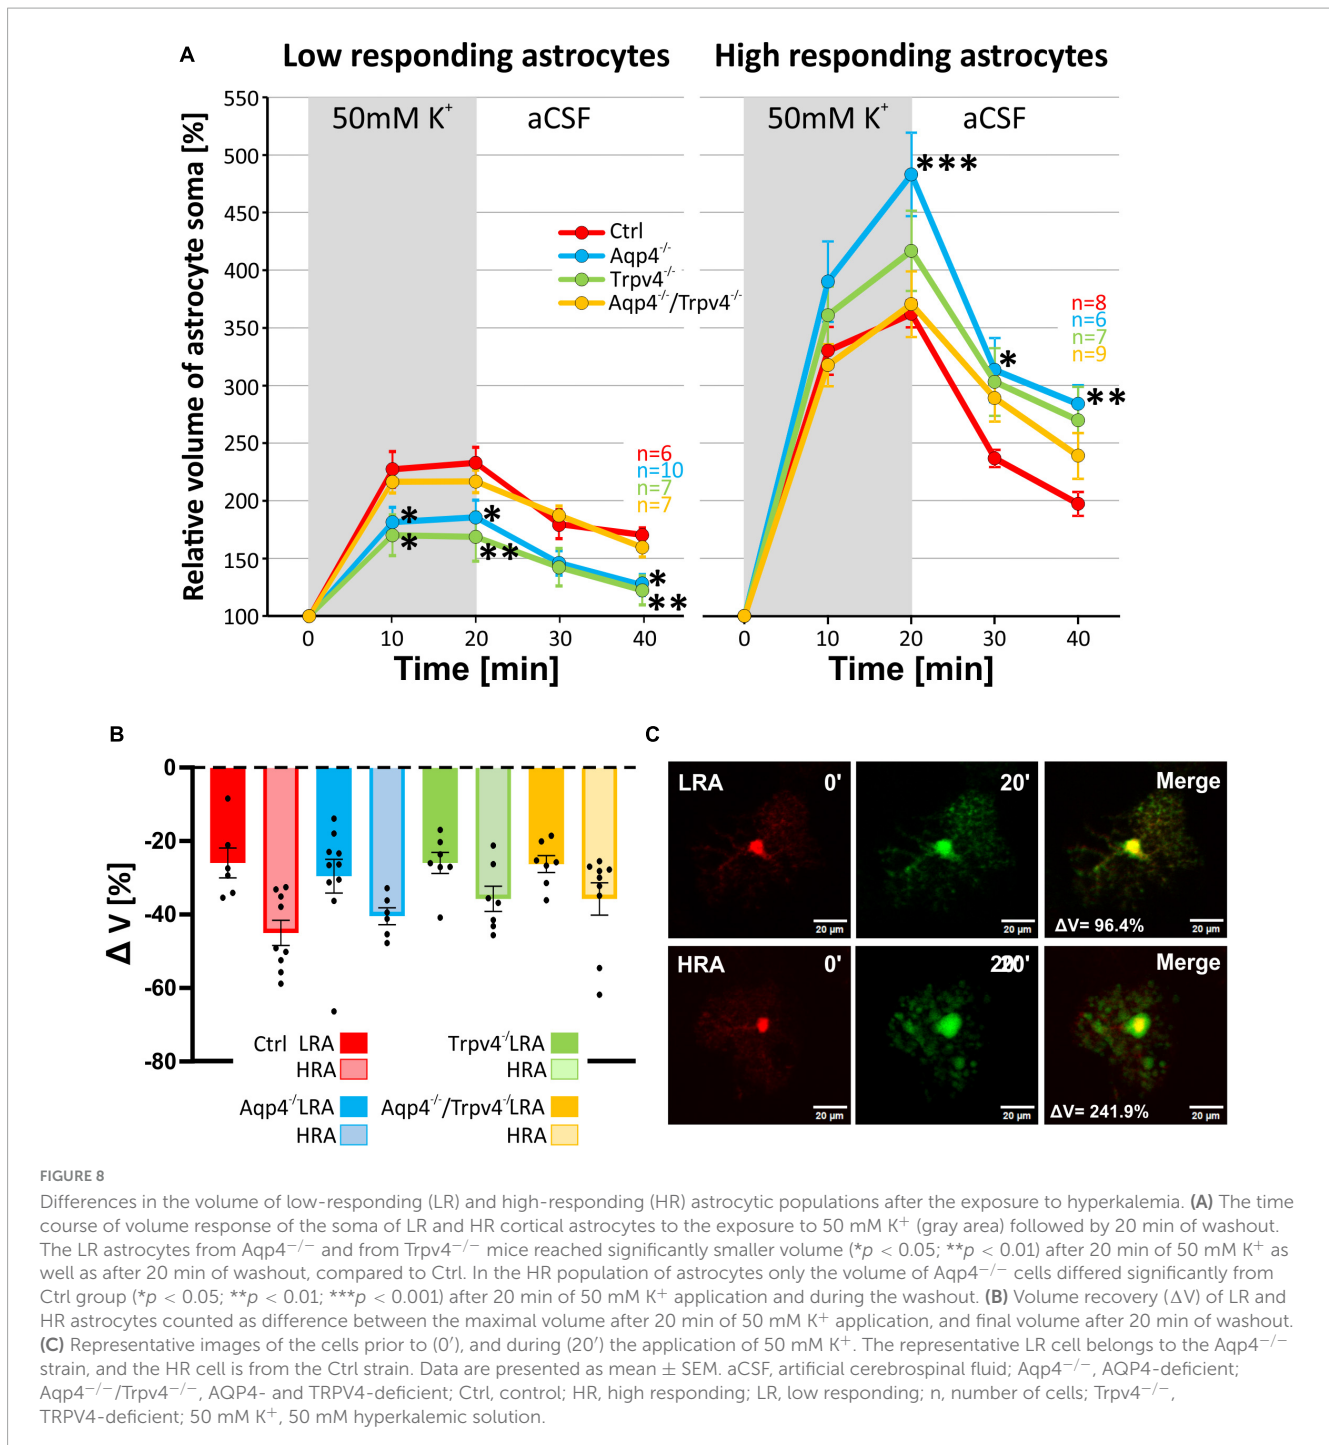 A
Low responding astrocytes
High responding astrocytes
Relative volume of astrocyte soma [%]
550
500
450
400
350
300
250
200
150
100
50mM K⁺
aCSF
50mM K⁺
aCSF
Ctrl
Aqp4⁻/⁻
Trpv4⁻/⁻
Aqp4⁻/⁻/Trpv4⁻/⁻
***
*
**
n=8
n=6
n=7
n=9
n=6
n=10
n=7
n=7
*
*
*
**
*
**
0 10 20 30 40
0 10 20 30 40
Time [min]
Time [min]
B
Δ V [%]
0
-20
-40
-60
-80
Ctrl LRA
HRA
Aqp4⁻/LRA
HRA
Trpv4⁻/LRA
HRA
Aqp4⁻/⁻/Trpv4⁻/LRA
HRA
C
LRA 0' 20' Merge
20 µm 20 µm ΔV= 96.4% 20 µm
HRA 0' 20' Merge
20 µm 20 µm ΔV= 241.9% 20 µm
FIGURE 8
Differences in the volume of low-responding (LR) and high-responding (HR) astrocytic populations after the exposure to hyperkalemia. (A) The time
course of volume response of the soma of LR and HR cortical astrocytes to the exposure to 50 mM K⁺ (gray area) followed by 20 min of washout.
The LR astrocytes from Aqp4⁻/⁻ and from Trpv4⁻/⁻ mice reached significantly smaller volume (*p < 0.05; **p < 0.01) after 20 min of 50 mM K⁺ as
well as after 20 min of washout, compared to Ctrl. In the HR population of astrocytes only the volume of Aqp4⁻/⁻ cells differed significantly from
Ctrl group (*p < 0.05; **p < 0.01; ***p < 0.001) after 20 min of 50 mM K⁺ application and during the washout. (B) Volume recovery (ΔV) of LR and
HR astrocytes counted as difference between the maximal volume after 20 min of 50 mM K⁺ application, and final volume after 20 min of washout.
(C) Representative images of the cells prior to (0′), and during (20′) the application of 50 mM K⁺. The representative LR cell belongs to the Aqp4⁻/⁻
strain, and the HR cell is from the Ctrl strain. Data are presented as mean ± SEM. aCSF, artificial cerebrospinal fluid; Aqp4⁻/⁻, AQP4-deficient;
Aqp4⁻/⁻/Trpv4⁻/⁻, AQP4- and TRPV4-deficient; Ctrl, control; HR, high responding; LR, low responding; n, number of cells; Trpv4⁻/⁻,
TRPV4-deficient; 50 mM K⁺, 50 mM hyperkalemic solution.